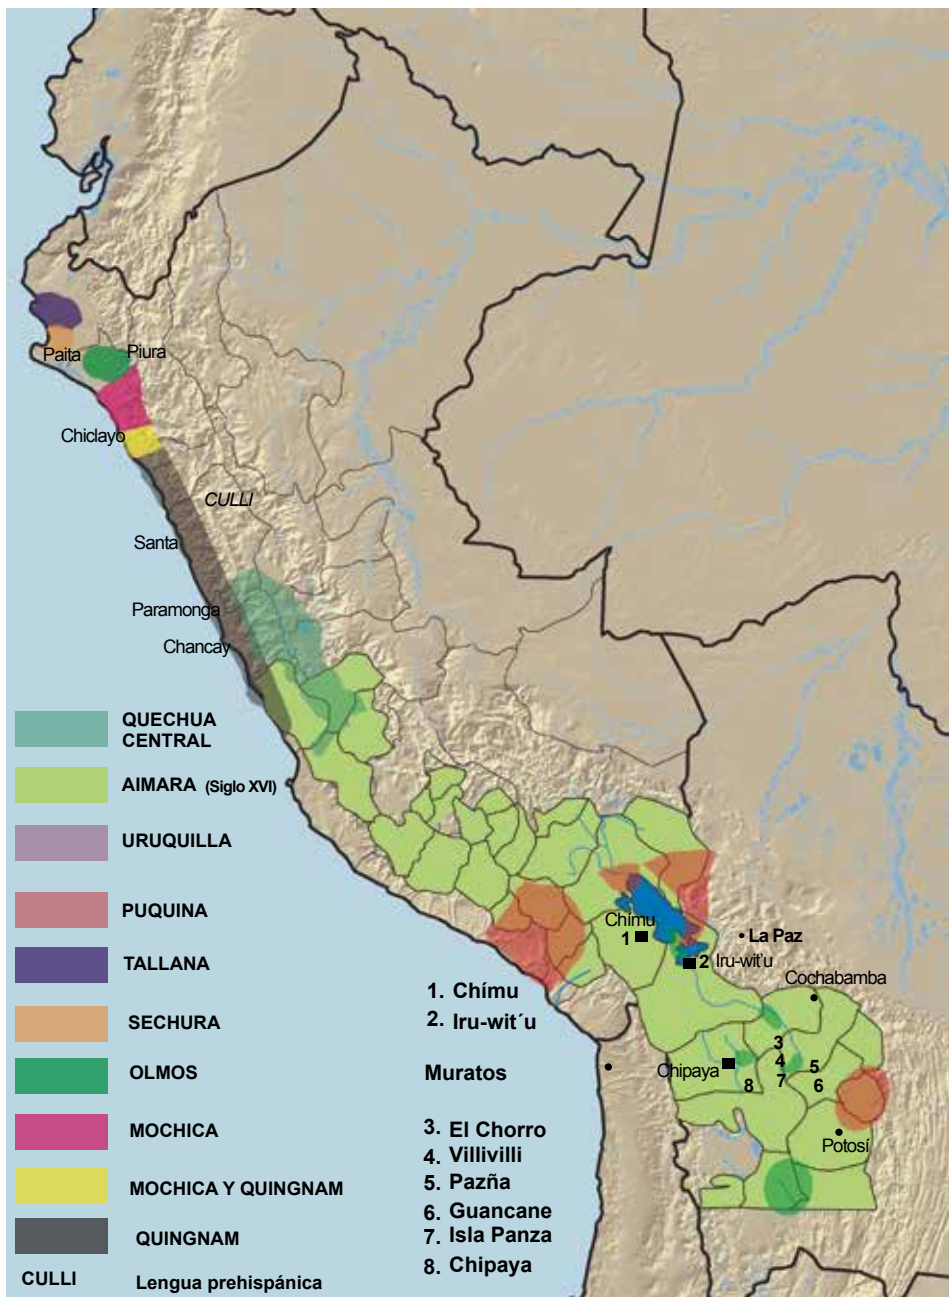 Paita
Piura
Chiclayo
CULLI
Santa
Paramonga
Chancay
QUECHUA
CENTRAL
AIMARA (Siglo XVI)
URUQUILLA
PUQUINA
TALLANA
SECHURA
OLMOS
MOCHICA
MOCHICA Y QUINGNAM
QUINGNAM
CULLI Lengua prehispánica
Chímu
1
La Paz
2 Iru-wit'u
Cochabamba
3
4
5
Chipaya
7
6
8
Potosí
1. Chímu
2. Iru-wit´u
Muratos
3. El Chorro
4. Villivilli
5. Pazña
6. Guancane
7. Isla Panza
8. Chipaya